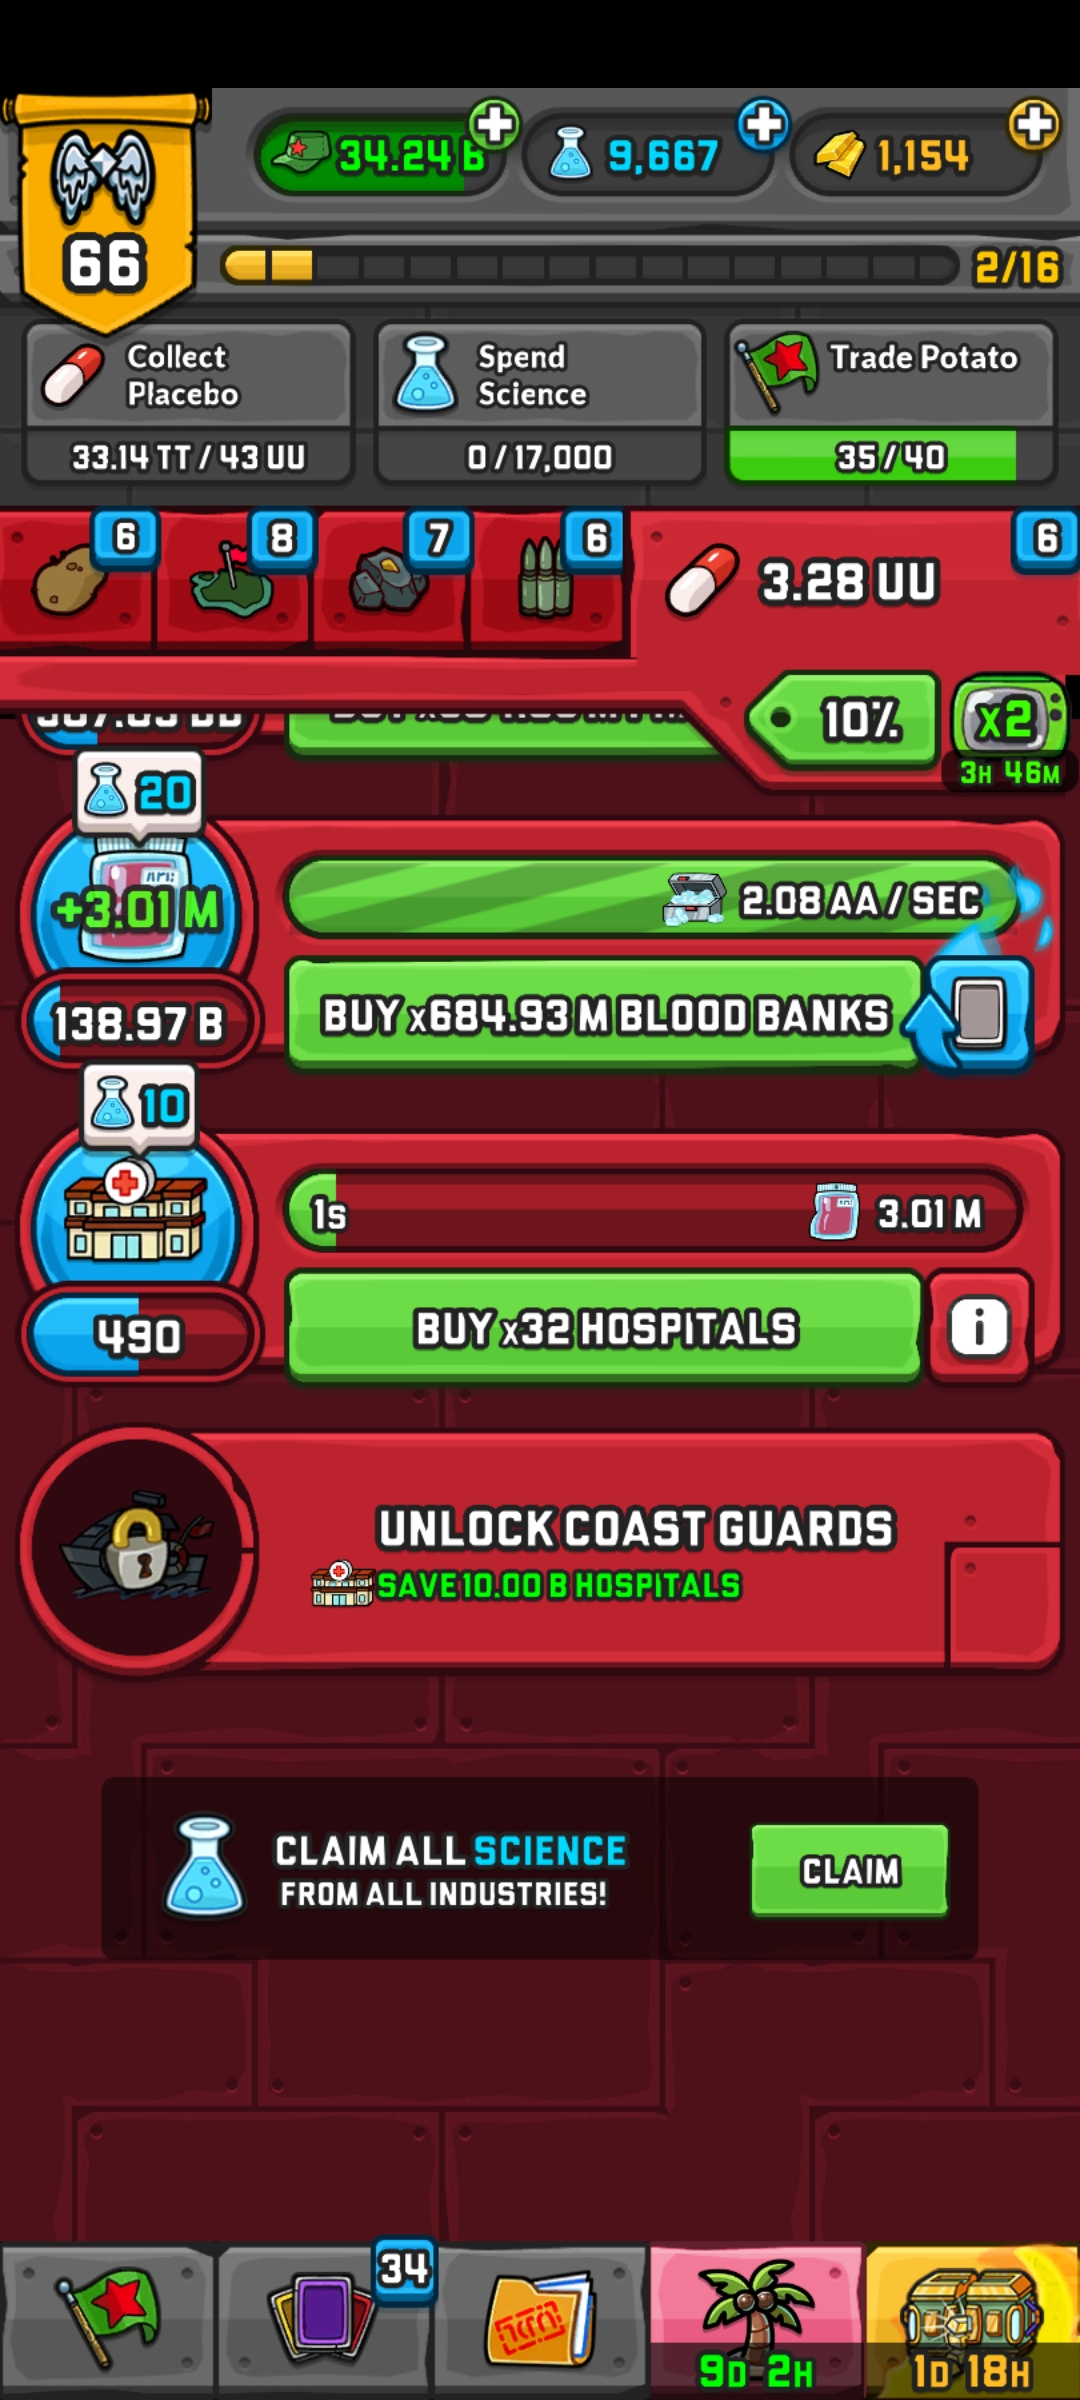 34.24 B
9,667
1,154
66
2/16
Collect
Placebo
33.14 TT / 43 UU
Spend
Science
0 / 17,000
Trade Potato
35 / 40
6
8
7
6
6
3.28 UU
10%
x2
3H 46M
20
+3.01 M
2.08 AA / SEC
138.97 B
BUY x684.93 M BLOOD BANKS
10
1s
3.01 M
490
BUY x32 HOSPITALS
i
UNLOCK COAST GUARDS
SAVE 10.00 B HOSPITALS
CLAIM ALL SCIENCE
FROM ALL INDUSTRIES!
CLAIM
34
9D 2H
1D 18H